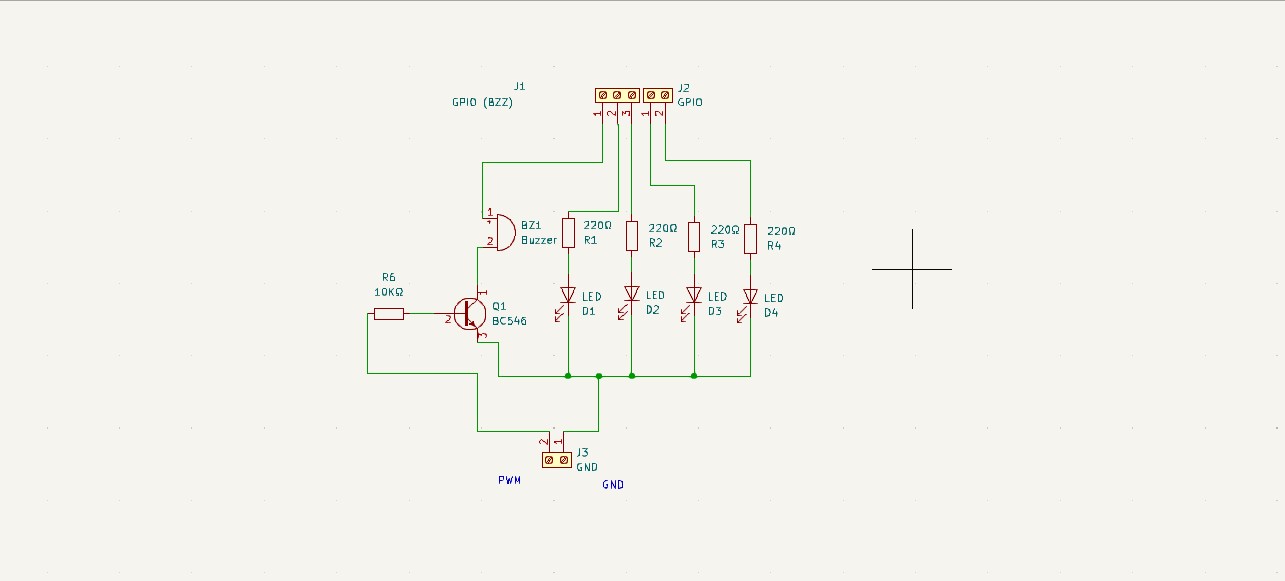 J1
GPIO (BZZ)
J2
GPIO
1 2 3 1 2
1
+
2
BZ1
Buzzer
220Ω
R1
220Ω
R2
220Ω
R3
220Ω
R4
R6
10KΩ
1
2
3
Q1
BC546
LED
D1
LED
D2
LED
D3
LED
D4
2 1
J3
GND
PWM
GND